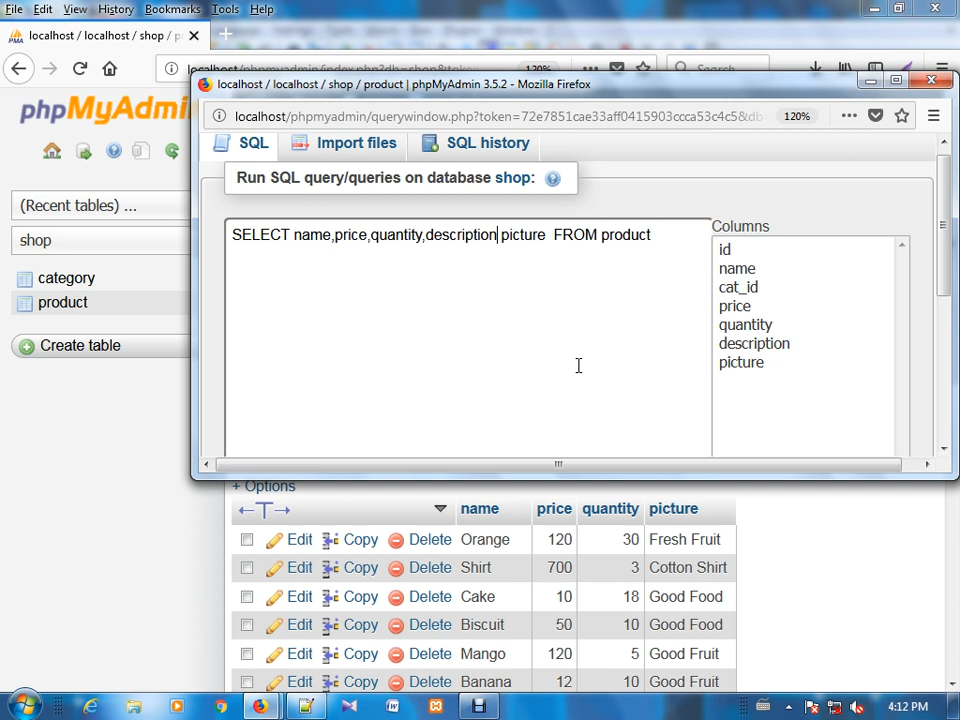 File Edit View History Bookmarks Tools Help
localhost / localhost / shop / p
120%
Search
localhost / localhost / shop / product | phpMyAdmin 3.5.2 - Mozilla Firefox
localhost/phpmyadmin/querywindow.php?token=72e7851cae33aff0415903ccca53c4c5&db
120%
phpMyAdmin
SQL Import files SQL history
Run SQL query/queries on database shop:
(Recent tables) ...
shop
category
product
Create table
SELECT name,price,quantity,description picture FROM product
Columns
id
name
cat_id
price
quantity
description
picture
+ Options
name price quantity picture
Edit Copy Delete Orange 120 30 Fresh Fruit
Edit Copy Delete Shirt 700 3 Cotton Shirt
Edit Copy Delete Cake 10 18 Good Food
Edit Copy Delete Biscuit 50 10 Good Food
Edit Copy Delete Mango 120 5 Good Fruit
Edit Copy Delete Banana 12 10 Good Fruit
4:12 PM